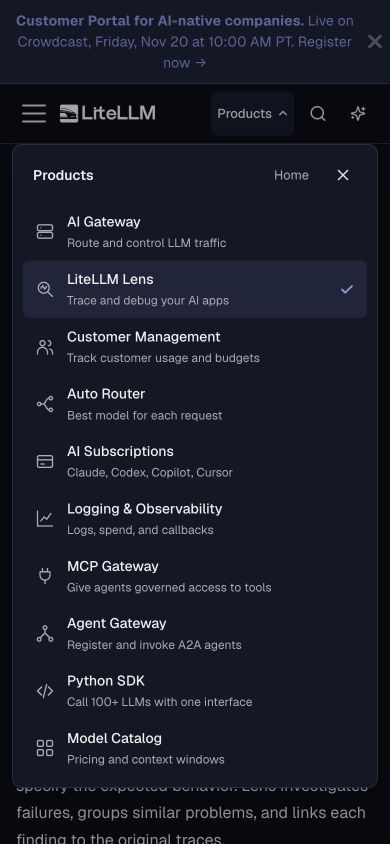 Customer Portal for AI-native companies. Live on
Crowdcast, Friday, Nov 20 at 10:00 AM PT. Register
now →
LiteLLM
Products
Products
Home
AI Gateway
Route and control LLM traffic
LiteLLM Lens
Trace and debug your AI apps
Customer Management
Track customer usage and budgets
Auto Router
Best model for each request
AI Subscriptions
Claude, Codex, Copilot, Cursor
Logging & Observability
Logs, spend, and callbacks
MCP Gateway
Give agents governed access to tools
Agent Gateway
Register and invoke A2A agents
Python SDK
Call 100+ LLMs with one interface
Model Catalog
Pricing and context windows
specify the expected behavior. Lens investigates
failures, groups similar problems, and links each
finding to the original traces.